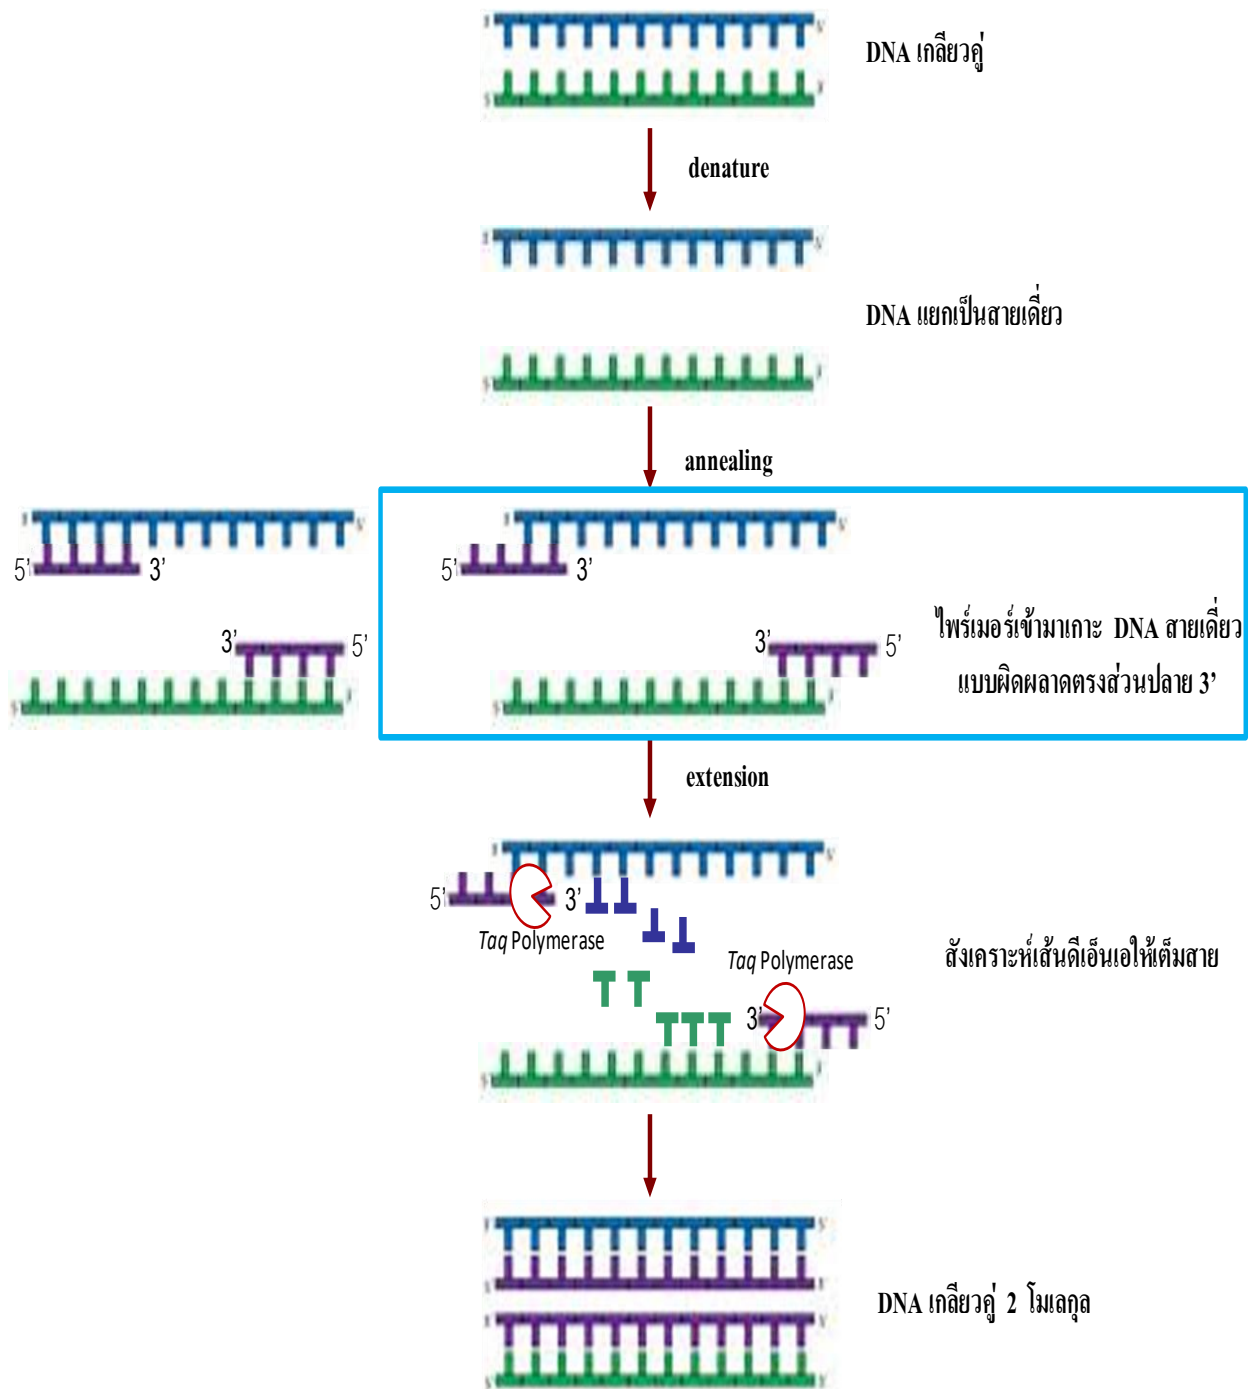 DNA เกลียวคู่
denature
DNA แยกเป็นสายเดี่ยว
annealing
5' 3'
5' 3'
3' 5'
3' 5'
ไพร์เมอร์เข้ามาเกาะ DNA สายเดี่ยว
แบบผิดผลาดตรงส่วนปลาย 3'
extension
5' 3'
Taq Polymerase
Taq Polymerase
สังเคราะห์เส้นดีเอ็นเอให้เต็มสาย
3' 5'
DNA เกลียวคู่ 2 โมเลกุล